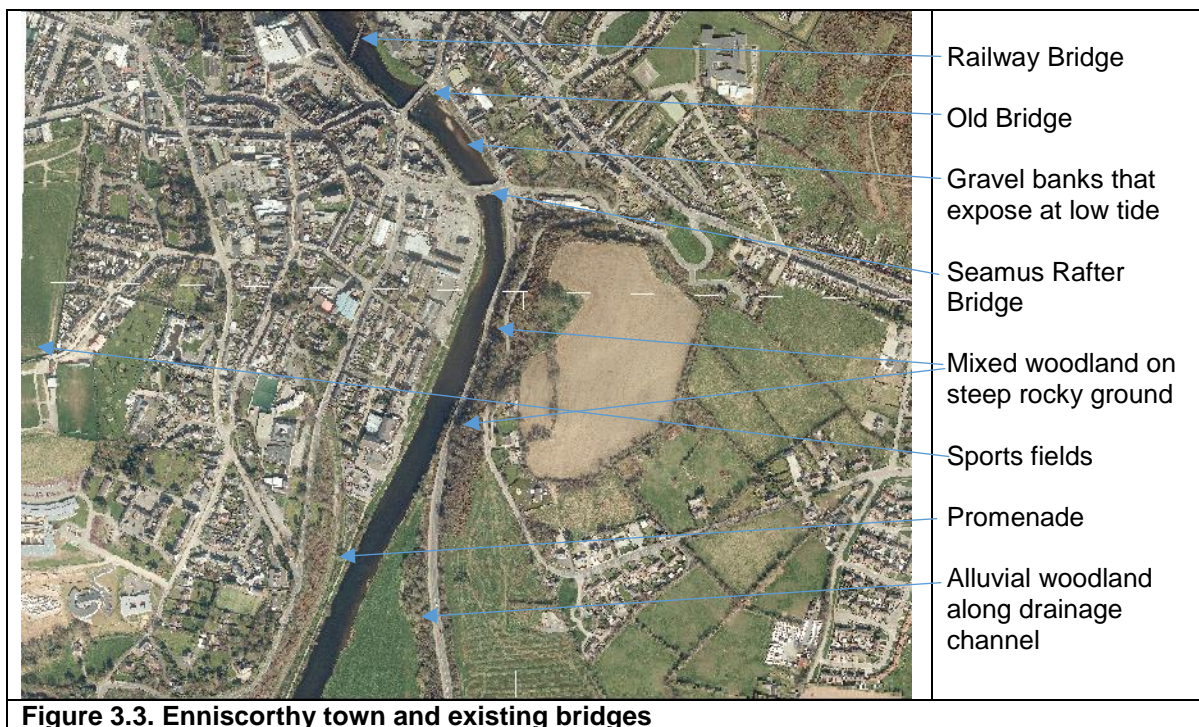 Railway Bridge
Old Bridge
Gravel banks that
expose at low tide
Seamus Rafter
Bridge
Mixed woodland on
steep rocky ground
Sports fields
Promenade
Alluvial woodland
along drainage
channel
Figure 3.3. Enniscorthy town and existing bridges